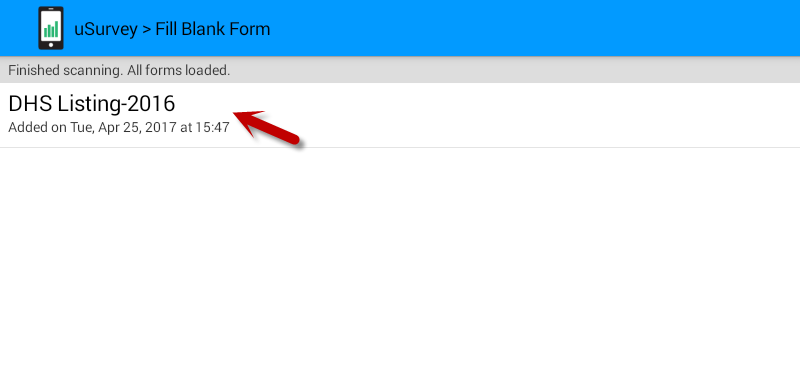 uSurvey > Fill Blank Form
Finished scanning. All forms loaded.
DHS Listing-2016
Added on Tue, Apr 25, 2017 at 15:47